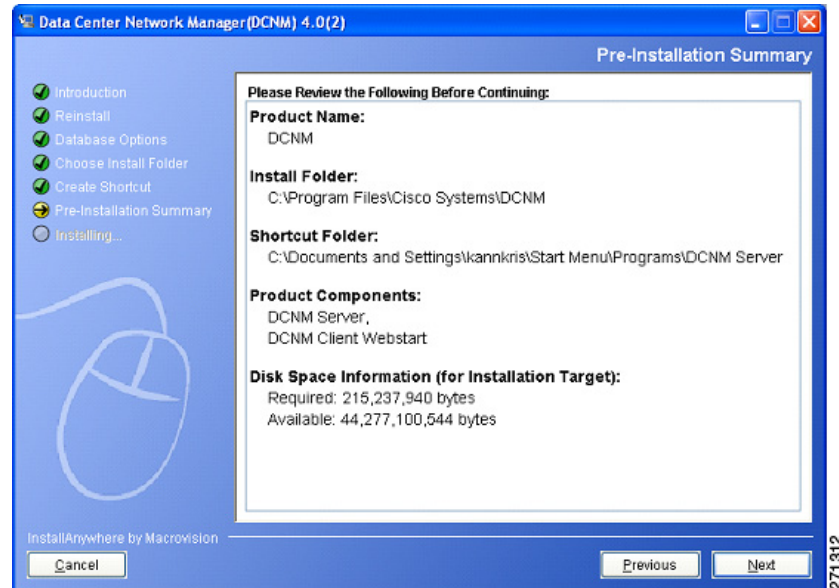 Data Center Network Manager(DCNM) 4.0(2)
Pre-Installation Summary
Introduction
Reinstall
Database Options
Choose Install Folder
Create Shortcut
Pre-Installation Summary
Installing...
Please Review the Following Before Continuing:
Product Name:
DCNM
Install Folder:
C:\Program Files\Cisco Systems\DCNM
Shortcut Folder:
C:\Documents and Settings\kannkris\Start Menu\Programs\DCNM Server
Product Components:
DCNM Server,
DCNM Client Webstart
Disk Space Information (for Installation Target):
Required: 215,237,940 bytes
Available: 44,277,100,544 bytes
InstallAnywhere by Macrovision
Cancel
Previous
Next
271312